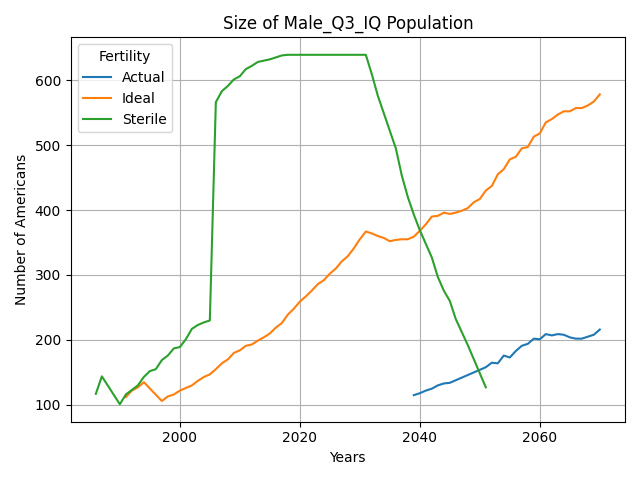 Size of Male_Q3_IQ Population
Fertility
Actual
Ideal
Sterile
Number of Americans
600
500
400
300
200
100
2000
2020
2040
2060
Years